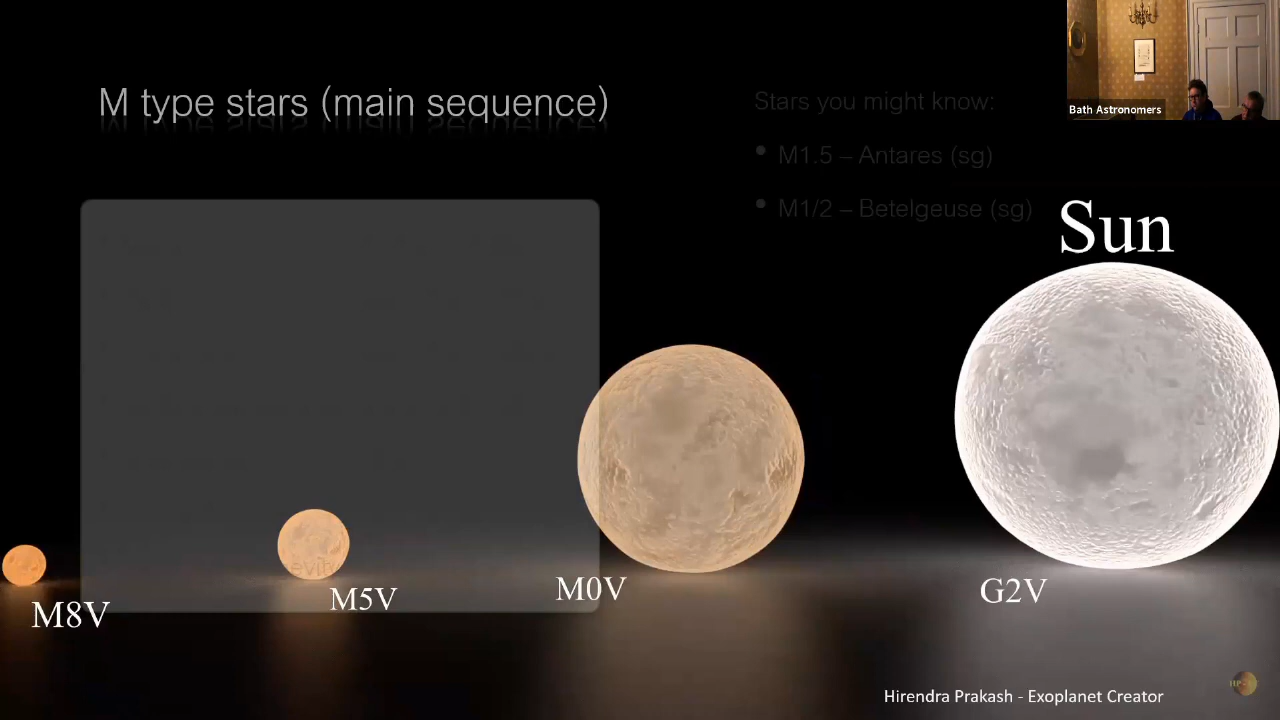 M type stars (main sequence)
Stars you might know:
• M1.5 – Antares (sg)
• M1/2 – Betelgeuse (sg)
Bath Astronomers
Sun
M8V
M5V
M0V
G2V
Hirendra Prakash - Exoplanet Creator